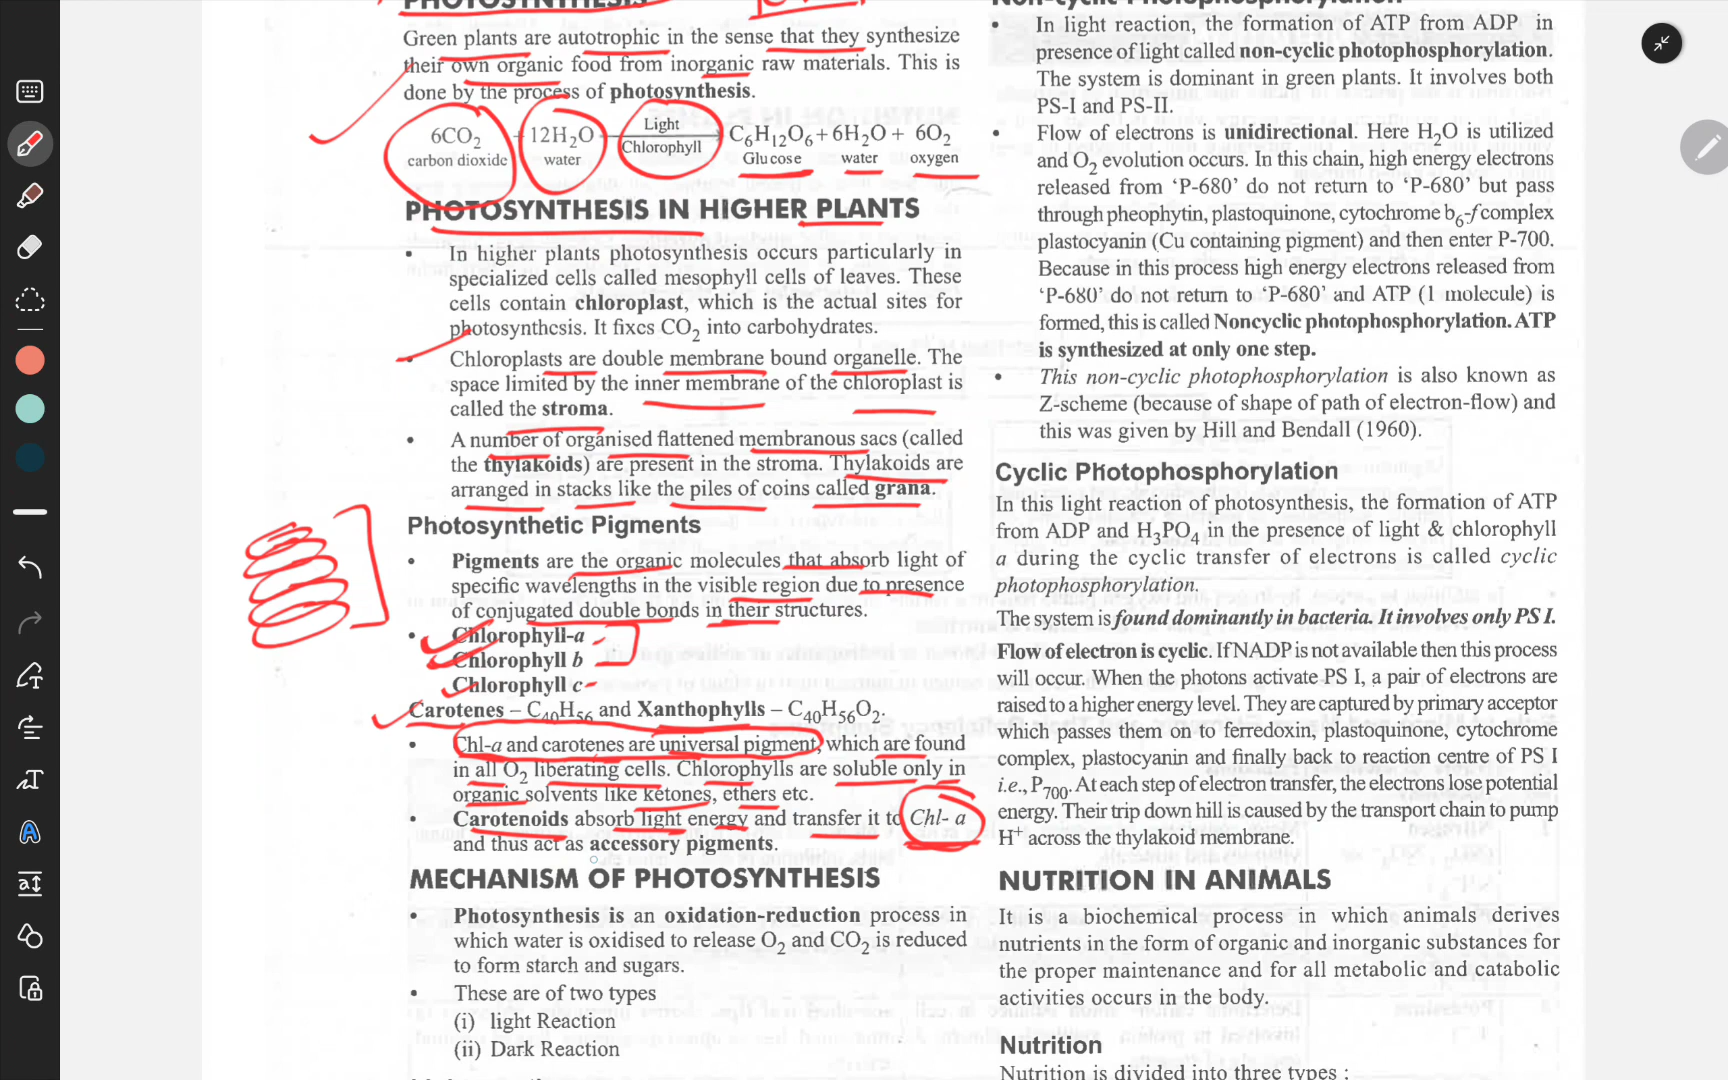 PHOTOSYNTHESIS
Green plants are autotrophic in the sense that they synthesize
their own organic food from inorganic raw materials. This is
done by the process of photosynthesis.
6CO₂ + 12H₂O Light Chlorophyll C₆H₁₂O₆ + 6H₂O + 6O₂
carbon dioxide water Glucose water oxygen
PHOTOSYNTHESIS IN HIGHER PLANTS
• In higher plants photosynthesis occurs particularly in
specialized cells called mesophyll cells of leaves. These
cells contain chloroplast, which is the actual sites for
photosynthesis. It fixes CO₂ into carbohydrates.
• Chloroplasts are double membrane bound organelle. The
space limited by the inner membrane of the chloroplast is
called the stroma.
• A number of organised flattened membranous sacs (called
the thylakoids) are present in the stroma. Thylakoids are
arranged in stacks like the piles of coins called grana.
Photosynthetic Pigments
• Pigments are the organic molecules that absorb light of
specific wavelengths in the visible region due to presence
of conjugated double bonds in their structures.
• Chlorophyll-a
Chlorophyll b
Chlorophyll c
Carotenes – C₄₀H₅₆ and Xanthophylls – C₄₀H₅₆O₂.
• Chl-a and carotenes are universal pigment, which are found
in all O₂ liberating cells. Chlorophylls are soluble only in
organic solvents like ketones, ethers etc.
• Carotenoids absorb light energy and transfer it to Chl- a
and thus act as accessory pigments.
MECHANISM OF PHOTOSYNTHESIS
• Photosynthesis is an oxidation-reduction process in
which water is oxidised to release O₂ and CO₂ is reduced
to form starch and sugars.
• These are of two types
(i) light Reaction
(ii) Dark Reaction
Non-cyclic Photophosphorylation
• In light reaction, the formation of ATP from ADP in
presence of light called non-cyclic photophosphorylation.
The system is dominant in green plants. It involves both
PS-I and PS-II.
• Flow of electrons is unidirectional. Here H₂O is utilized
and O₂ evolution occurs. In this chain, high energy electrons
released from ‘P-680’ do not return to ‘P-680’ but pass
through pheophytin, plastoquinone, cytochrome b₆-f complex
plastocyanin (Cu containing pigment) and then enter P-700.
Because in this process high energy electrons released from
‘P-680’ do not return to ‘P-680’ and ATP (1 molecule) is
formed, this is called Noncyclic photophosphorylation. ATP
is synthesized at only one step.
• This non-cyclic photophosphorylation is also known as
Z-scheme (because of shape of path of electron-flow) and
this was given by Hill and Bendall (1960).
Cyclic Photophosphorylation
In this light reaction of photosynthesis, the formation of ATP
from ADP and H₃PO₄ in the presence of light & chlorophyll
a during the cyclic transfer of electrons is called cyclic
photophosphorylation.
The system is found dominantly in bacteria. It involves only PS I.
Flow of electron is cyclic. If NADP is not available then this process
will occur. When the photons activate PS I, a pair of electrons are
raised to a higher energy level. They are captured by primary acceptor
which passes them on to ferredoxin, plastoquinone, cytochrome
complex, plastocyanin and finally back to reaction centre of PS I
i.e., P₇₀₀. At each step of electron transfer, the electrons lose potential
energy. Their trip down hill is caused by the transport chain to pump
H⁺ across the thylakoid membrane.
NUTRITION IN ANIMALS
It is a biochemical process in which animals derives
nutrients in the form of organic and inorganic substances for
the proper maintenance and for all metabolic and catabolic
activities occurs in the body.
Nutrition
Nutrition is divided into three types :